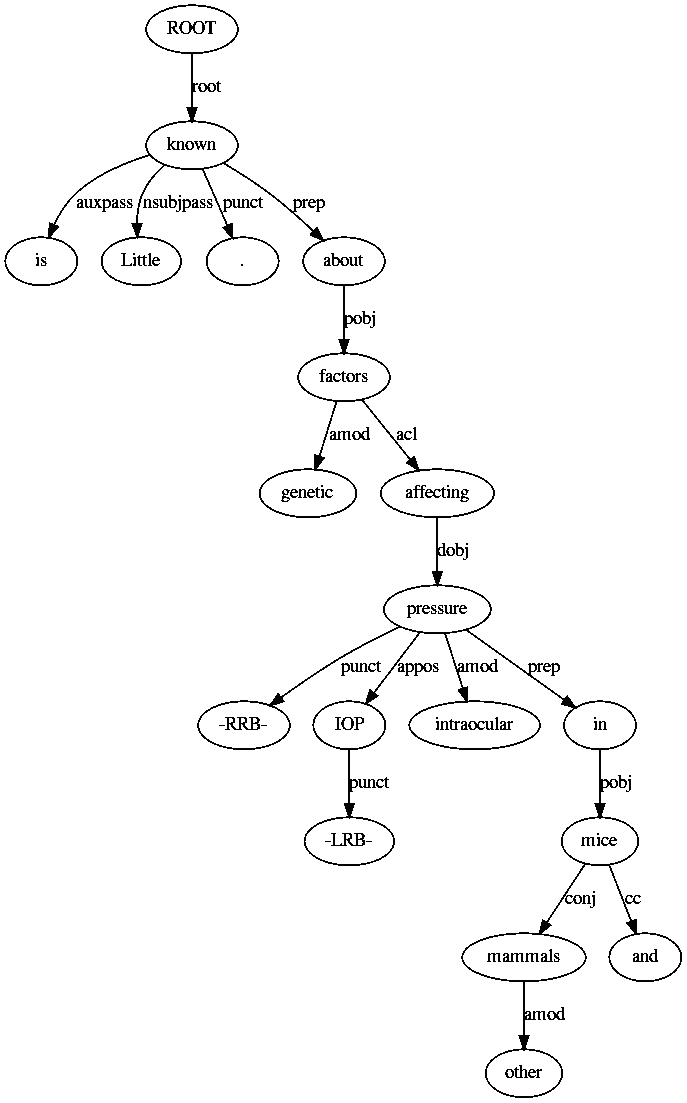 ROOT
root
known
auxpass nsubjpass punct prep
is Little . about
pobj
factors
amod acl
genetic affecting
dobj
pressure
punct appos amod prep
-RRB- IOP intraocular in
punct pobj
-LRB- mice
conj cc
mammals and
amod
other